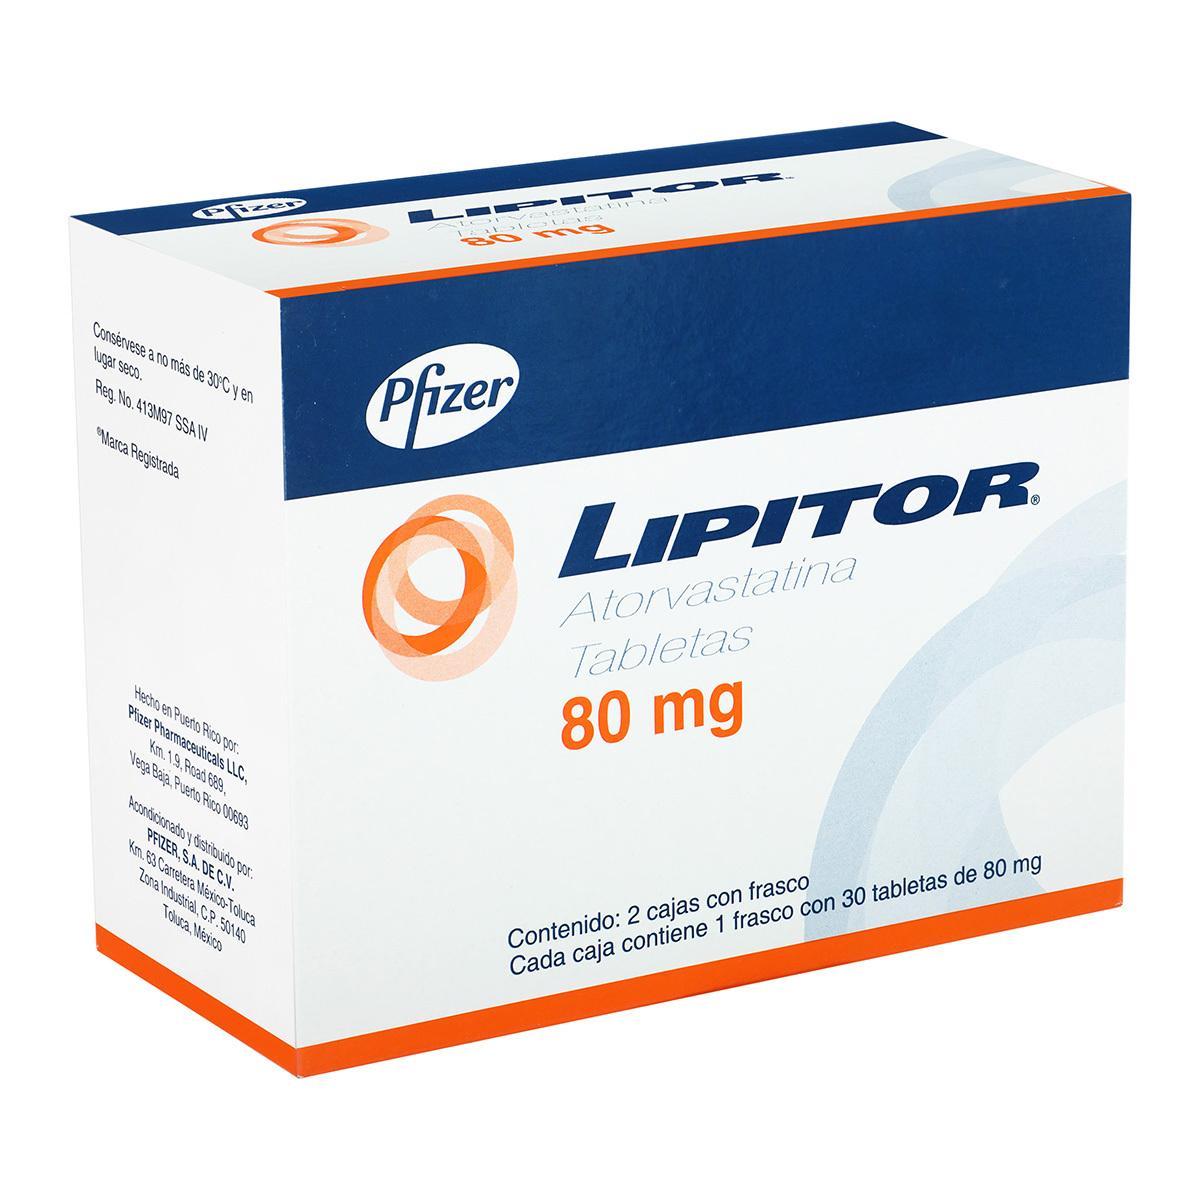 Pfizer
LIPITOR®
Atorvastatina
Tabletas
80 mg
Consérvese a no más de 30°C y en
lugar seco.
Reg. No. 413M97 SSA IV
®Marca Registrada
Hecho en Puerto Rico por:
Pfizer Pharmaceuticals LLC,
Km. 1.9, Road 689,
Vega Baja, Puerto Rico 00693
Acondicionado y distribuido por:
PFIZER, S.A. DE C.V.
Km. 63 Carretera México-Toluca
Zona Industrial, C.P. 50140
Toluca, México
Pfizer
LIPITOR®
Atorvastatina
Tabletas
80 mg
Contenido: 2 cajas con frasco
Cada caja contiene 1 frasco con 30 tabletas de 80 mg